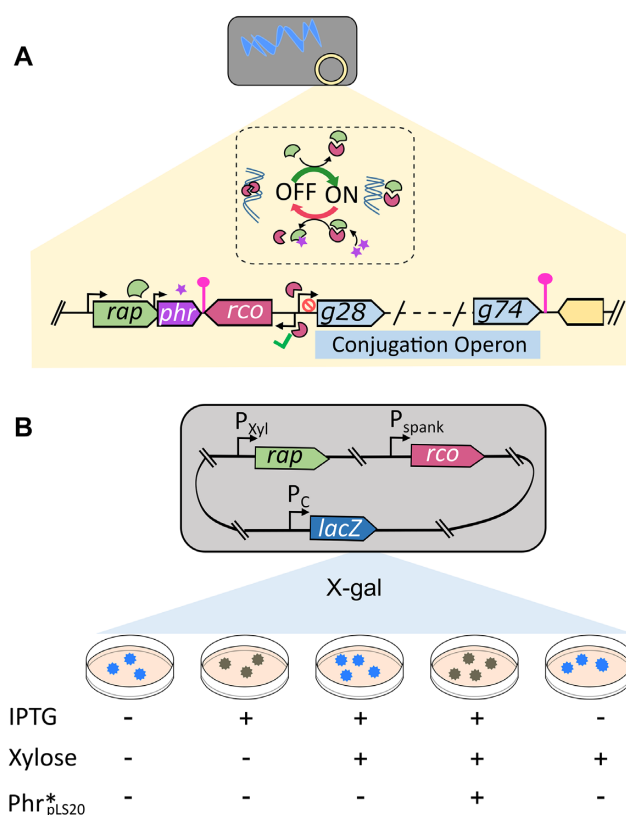 A
OFF ON
rap phr rco g28 g74
Conjugation Operon
B
PXyl Pspank
rap rco
PC
lacZ
X-gal
IPTG - + + + -
Xylose - - + + +
Phr*pLS20 - - - + -